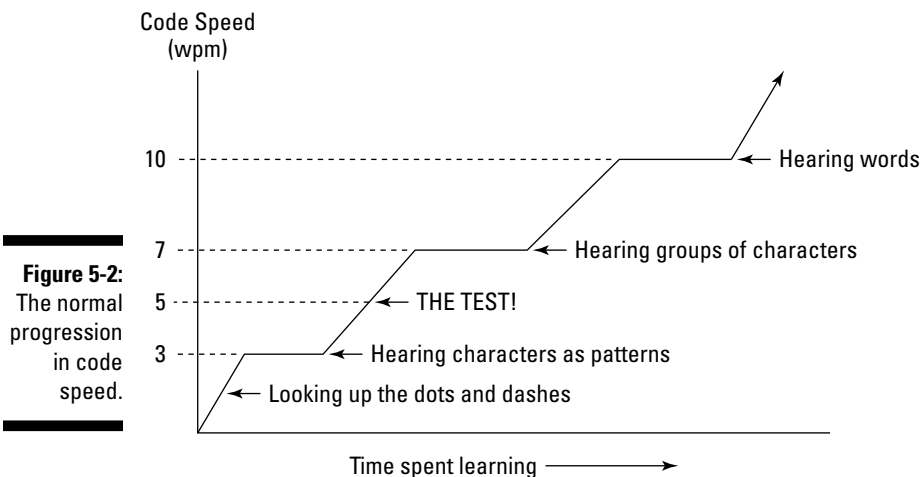 Code Speed
(wpm)
10
Hearing words
7
Hearing groups of characters
5
THE TEST!
3
Hearing characters as patterns
Looking up the dots and dashes
Time spent learning
Figure 5-2:
The normal
progression
in code
speed.